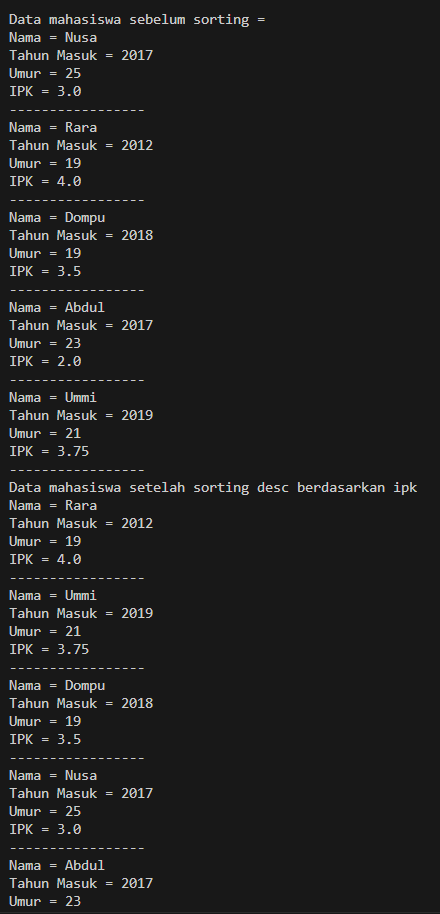 Data mahasiswa sebelum sorting =
Nama = Nusa
Tahun Masuk = 2017
Umur = 25
IPK = 3.0
-----------------
Nama = Rara
Tahun Masuk = 2012
Umur = 19
IPK = 4.0
-----------------
Nama = Dompu
Tahun Masuk = 2018
Umur = 19
IPK = 3.5
-----------------
Nama = Abdul
Tahun Masuk = 2017
Umur = 23
IPK = 2.0
-----------------
Nama = Ummi
Tahun Masuk = 2019
Umur = 21
IPK = 3.75
-----------------
Data mahasiswa setelah sorting desc berdasarkan ipk
Nama = Rara
Tahun Masuk = 2012
Umur = 19
IPK = 4.0
-----------------
Nama = Ummi
Tahun Masuk = 2019
Umur = 21
IPK = 3.75
-----------------
Nama = Dompu
Tahun Masuk = 2018
Umur = 19
IPK = 3.5
-----------------
Nama = Nusa
Tahun Masuk = 2017
Umur = 25
IPK = 3.0
-----------------
Nama = Abdul
Tahun Masuk = 2017
Umur = 23